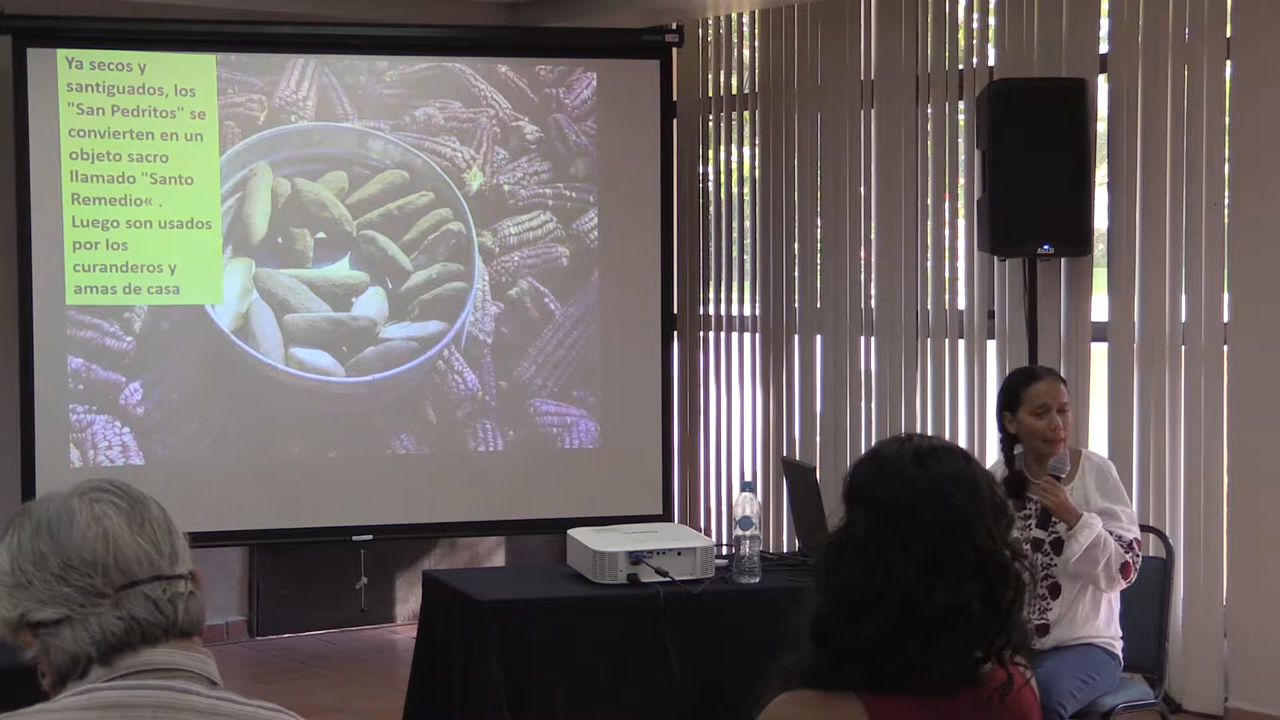 Ya secos y
santiguados, los
"San Pedritos" se
convierten en un
objeto sacro
llamado "Santo
Remedio« .
Luego son usados
por los
curanderos y
amas de casa